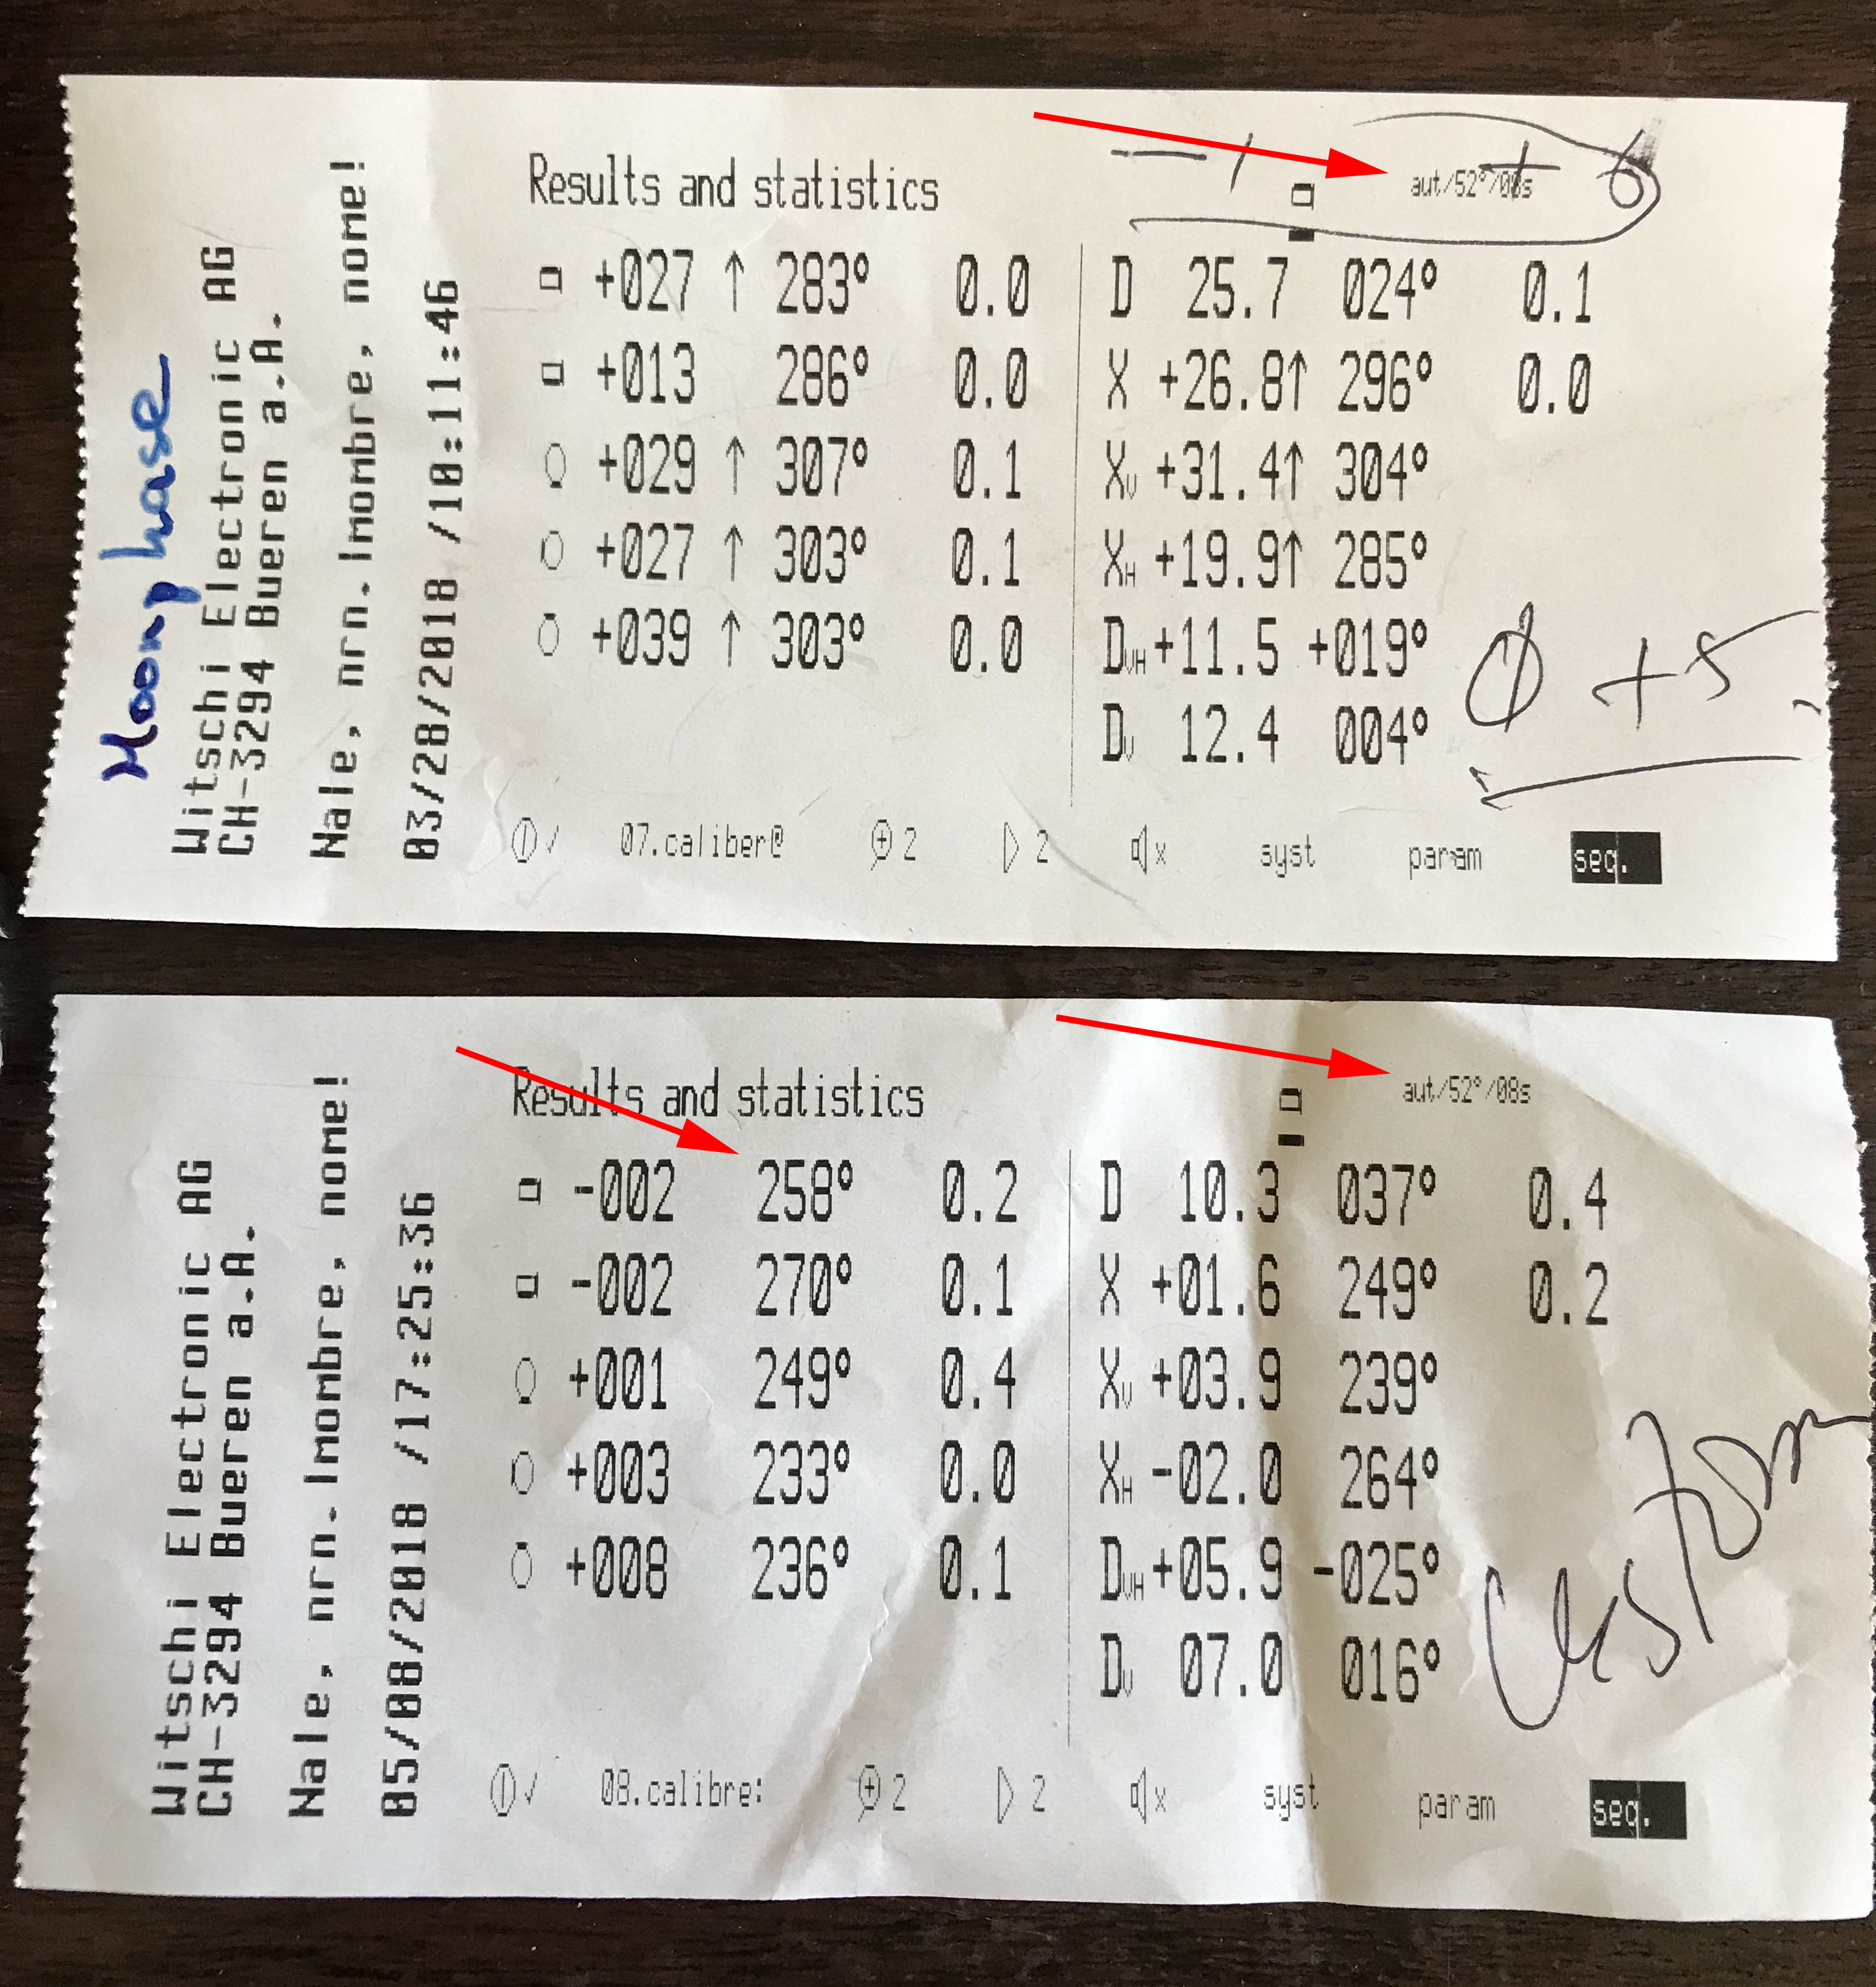 Moonphase
Witschi Electronic AG
CH-3294 Bueren a.A.
Nale, nrn.Imombre, nome!
03/28/2018 /10:11:46
Results and statistics
aut/52°/08s
+027 ↑ 283° 0.0
+013 286° 0.0
+029 ↑ 307° 0.1
+027 ↑ 303° 0.1
+039 ↑ 303° 0.0
D 25.7 024° 0.1
X +26.8↑ 296° 0.0
Xᵥ +31.4↑ 304°
Xₕ +19.9↑ 285°
Dᵥₕ +11.5 +019°
Dᵥ 12.4 004°
+5
07.caliber@ 2 2 x syst param seq.
Witschi Electronic AG
CH-3294 Bueren a.A.
Nale, nrn.Imombre, nome!
05/08/2018 /17:25:36
Results and statistics
aut/52°/08s
-002 258° 0.2
-002 270° 0.1
+001 249° 0.4
+003 233° 0.0
+008 236° 0.1
D 10.3 037° 0.4
X +01.6 249° 0.2
Xᵥ +03.9 239°
Xₕ -02.0 264°
Dᵥₕ +05.9 -025°
Dᵥ 07.0 016°
Custom
08.calibre: 2 2 x syst param seq.